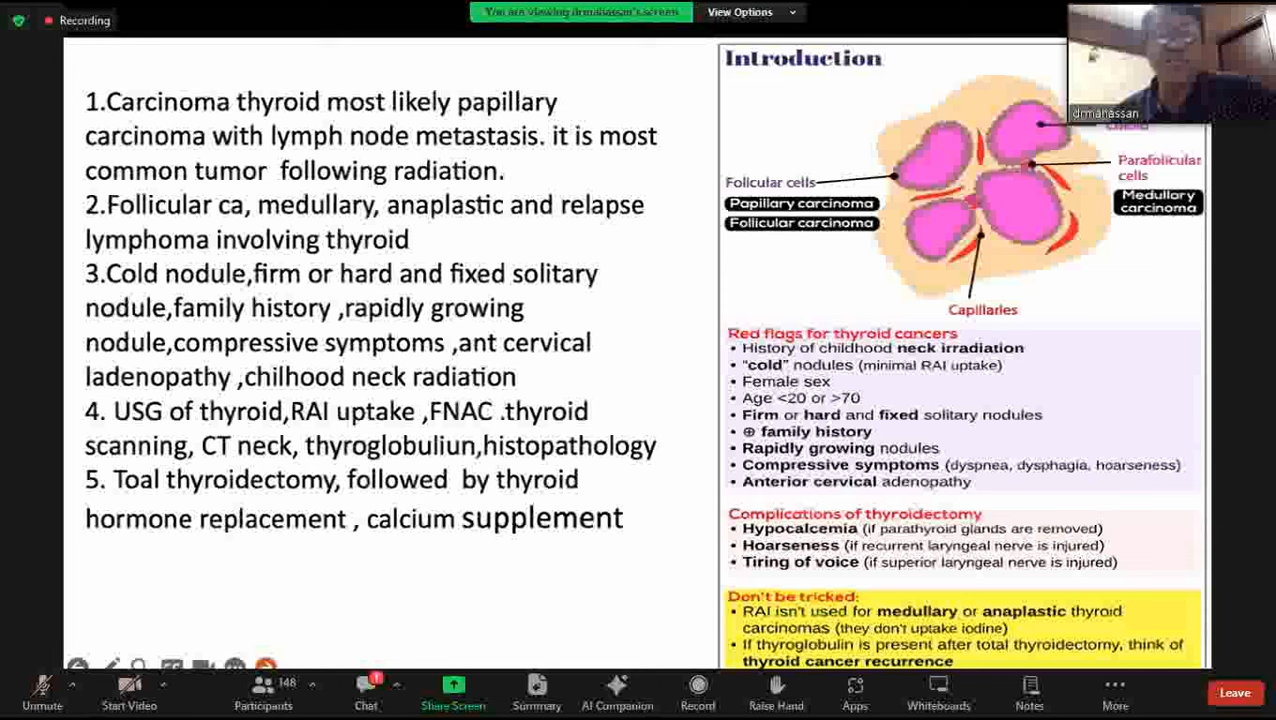 Recording
You are viewing drmahassan's screen
View Options
drmahassan
1.Carcinoma thyroid most likely papillary
carcinoma with lymph node metastasis. it is most
common tumor following radiation.
2.Follicular ca, medullary, anaplastic and relapse
lymphoma involving thyroid
3.Cold nodule,firm or hard and fixed solitary
nodule,family history ,rapidly growing
nodule,compressive symptoms ,ant cervical
ladenopathy ,chilhood neck radiation
4. USG of thyroid,RAI uptake ,FNAC .thyroid
scanning, CT neck, thyroglobuliun,histopathology
5. Toal thyroidectomy, followed by thyroid
hormone replacement , calcium supplement
Introduction
Parafolicular
cells
Medullary
carcinoma
Folicular cells
Papillary carcinoma
Follicular carcinoma
Capillaries
Red flags for thyroid cancers
• History of childhood neck irradiation
• "cold" nodules (minimal RAI uptake)
• Female sex
• Age <20 or >70
• Firm or hard and fixed solitary nodules
• ⊕ family history
• Rapidly growing nodules
• Compressive symptoms (dyspnea, dysphagia, hoarseness)
• Anterior cervical adenopathy
Complications of thyroidectomy
• Hypocalcemia (if parathyroid glands are removed)
• Hoarseness (if recurrent laryngeal nerve is injured)
• Tiring of voice (if superior laryngeal nerve is injured)
Don't be tricked:
• RAI isn't used for medullary or anaplastic thyroid
carcinomas (they don't uptake iodine)
• If thyroglobulin is present after total thyroidectomy, think of
thyroid cancer recurrence
Unmute
Start Video
148
Participants
Chat
Share Screen
Summary
AI Companion
Record
Raise Hand
Apps
Whiteboards
Notes
More
Leave